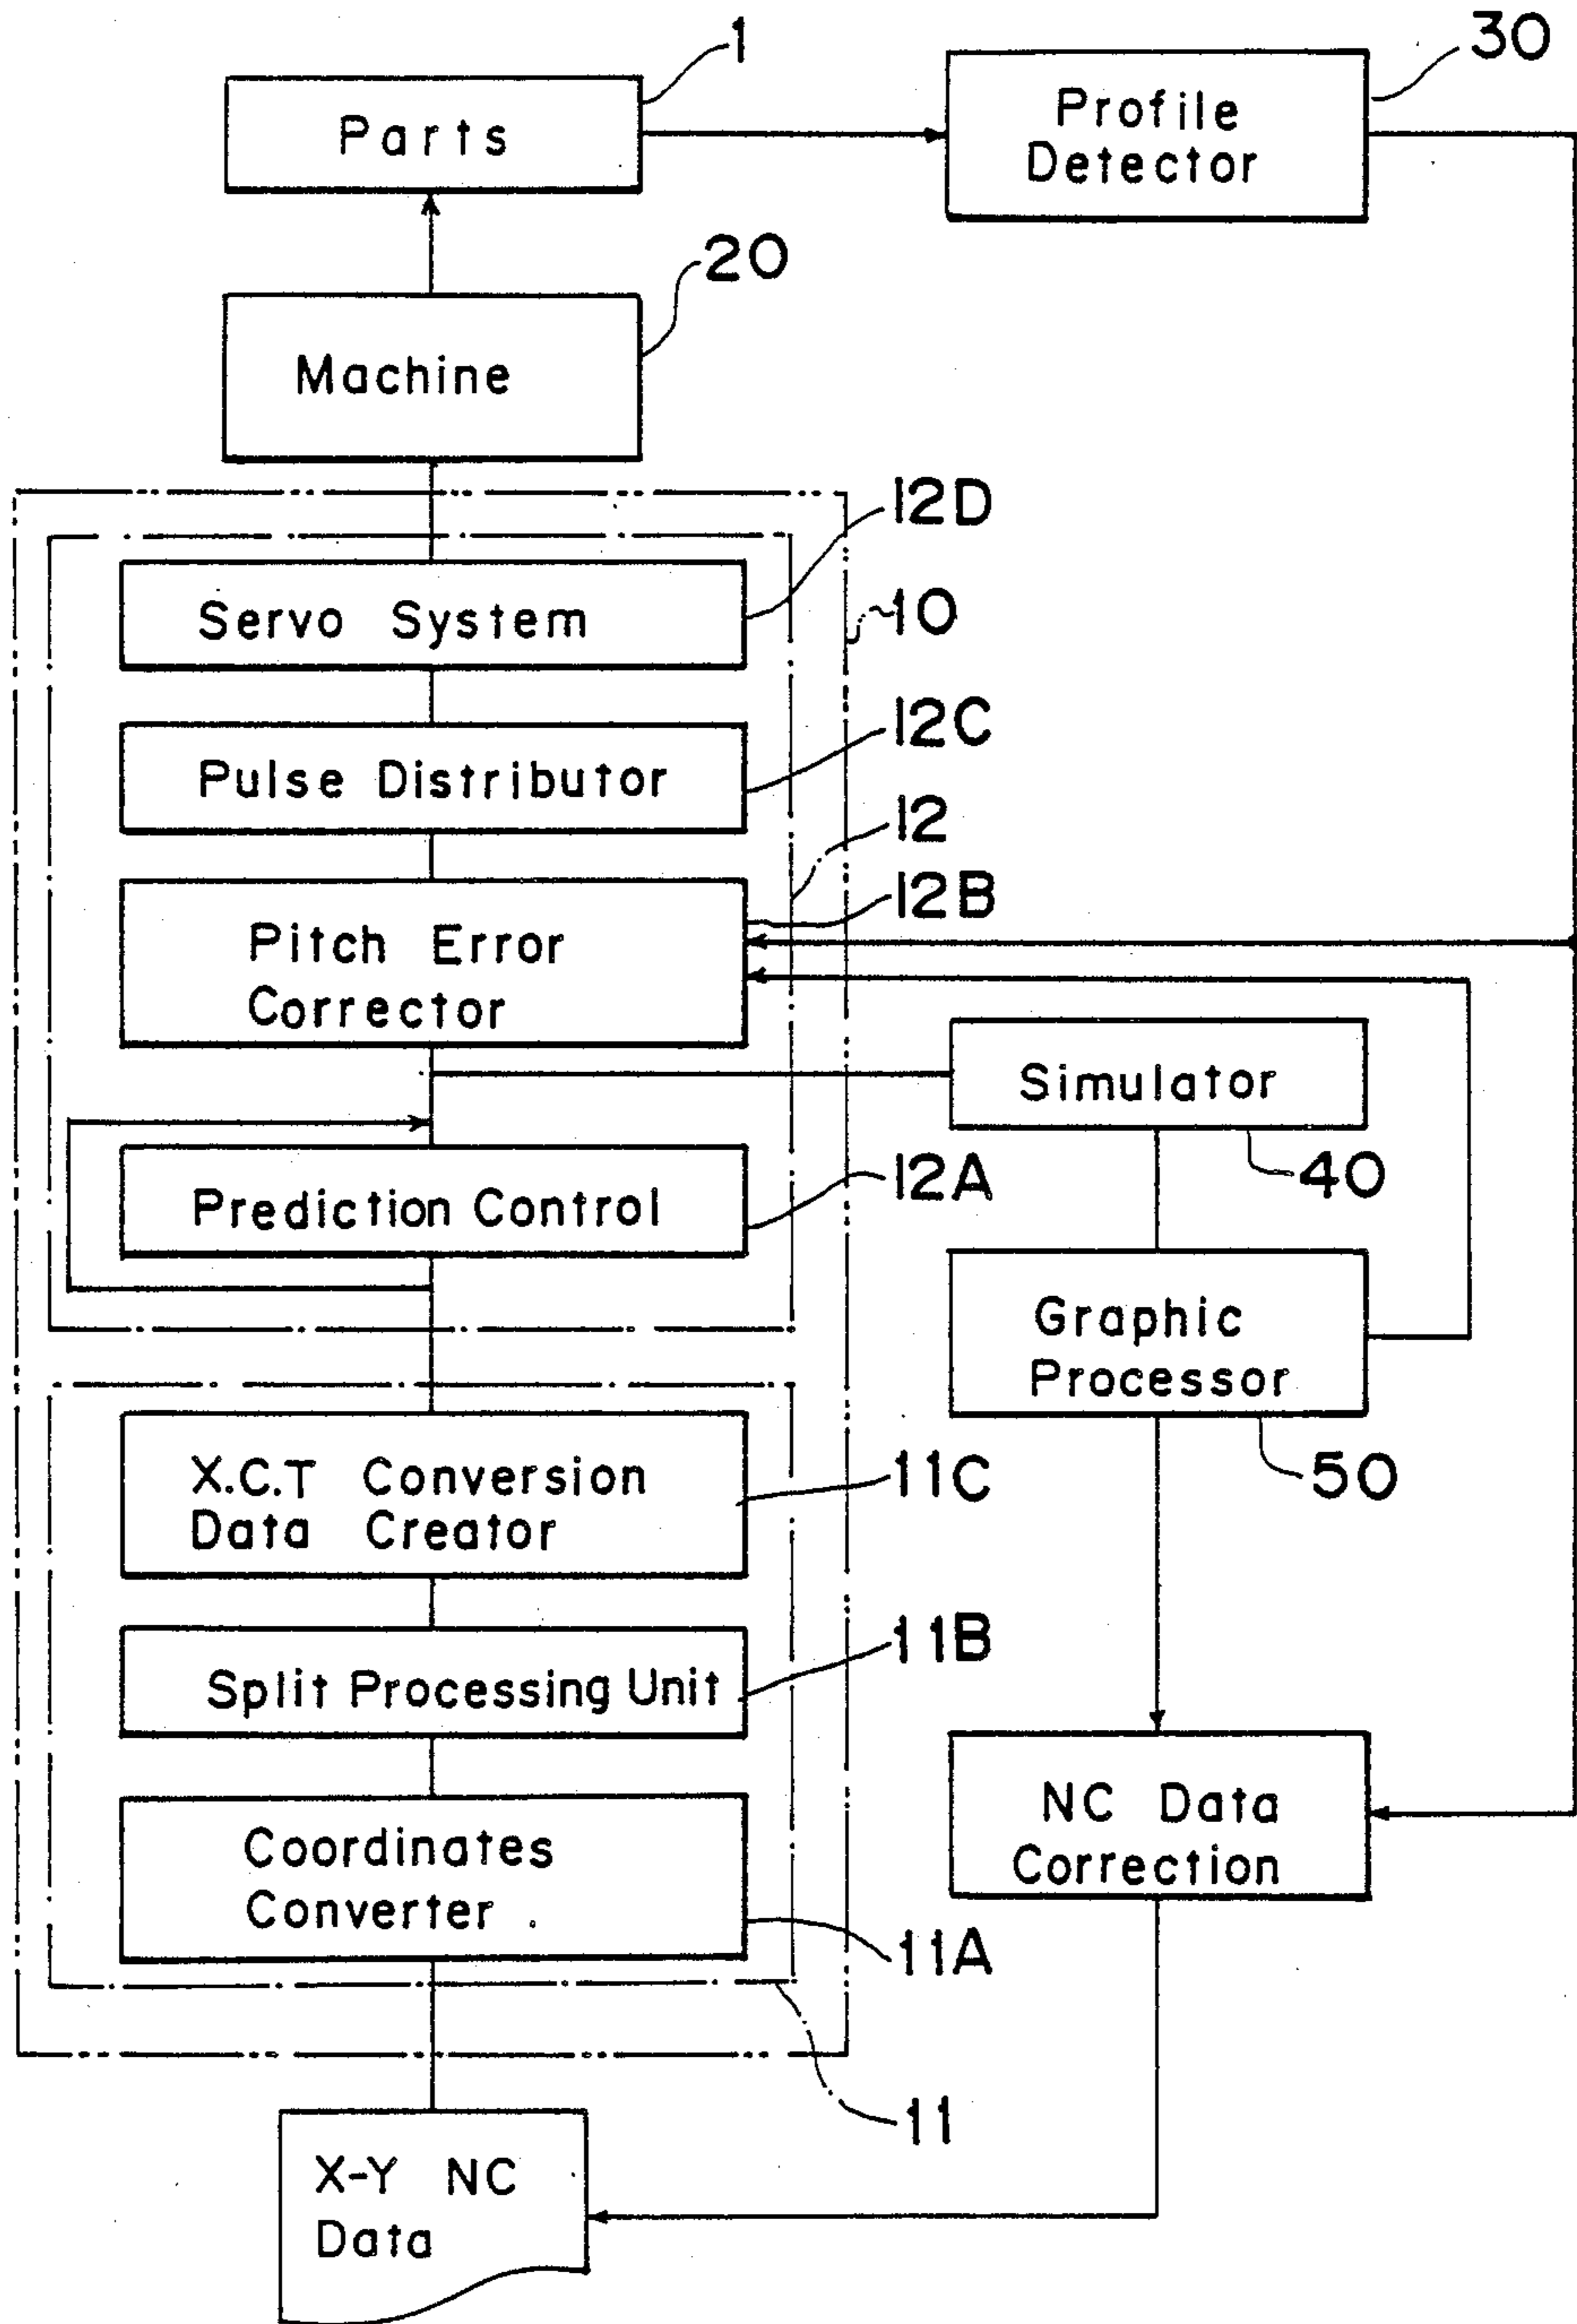 1
30
Parts
Profile
Detector
20
Machine
12D
Servo System
10
12C
Pulse Distributor
12
12B
Pitch Error
Corrector
Simulator
40
12A
Prediction Control
Graphic
Processor
50
X.C.T Conversion
Data Creator
11C
11B
Split Processing Unit
NC Data
Correction
Coordinates
Converter
11A
11
X-Y NC
Data